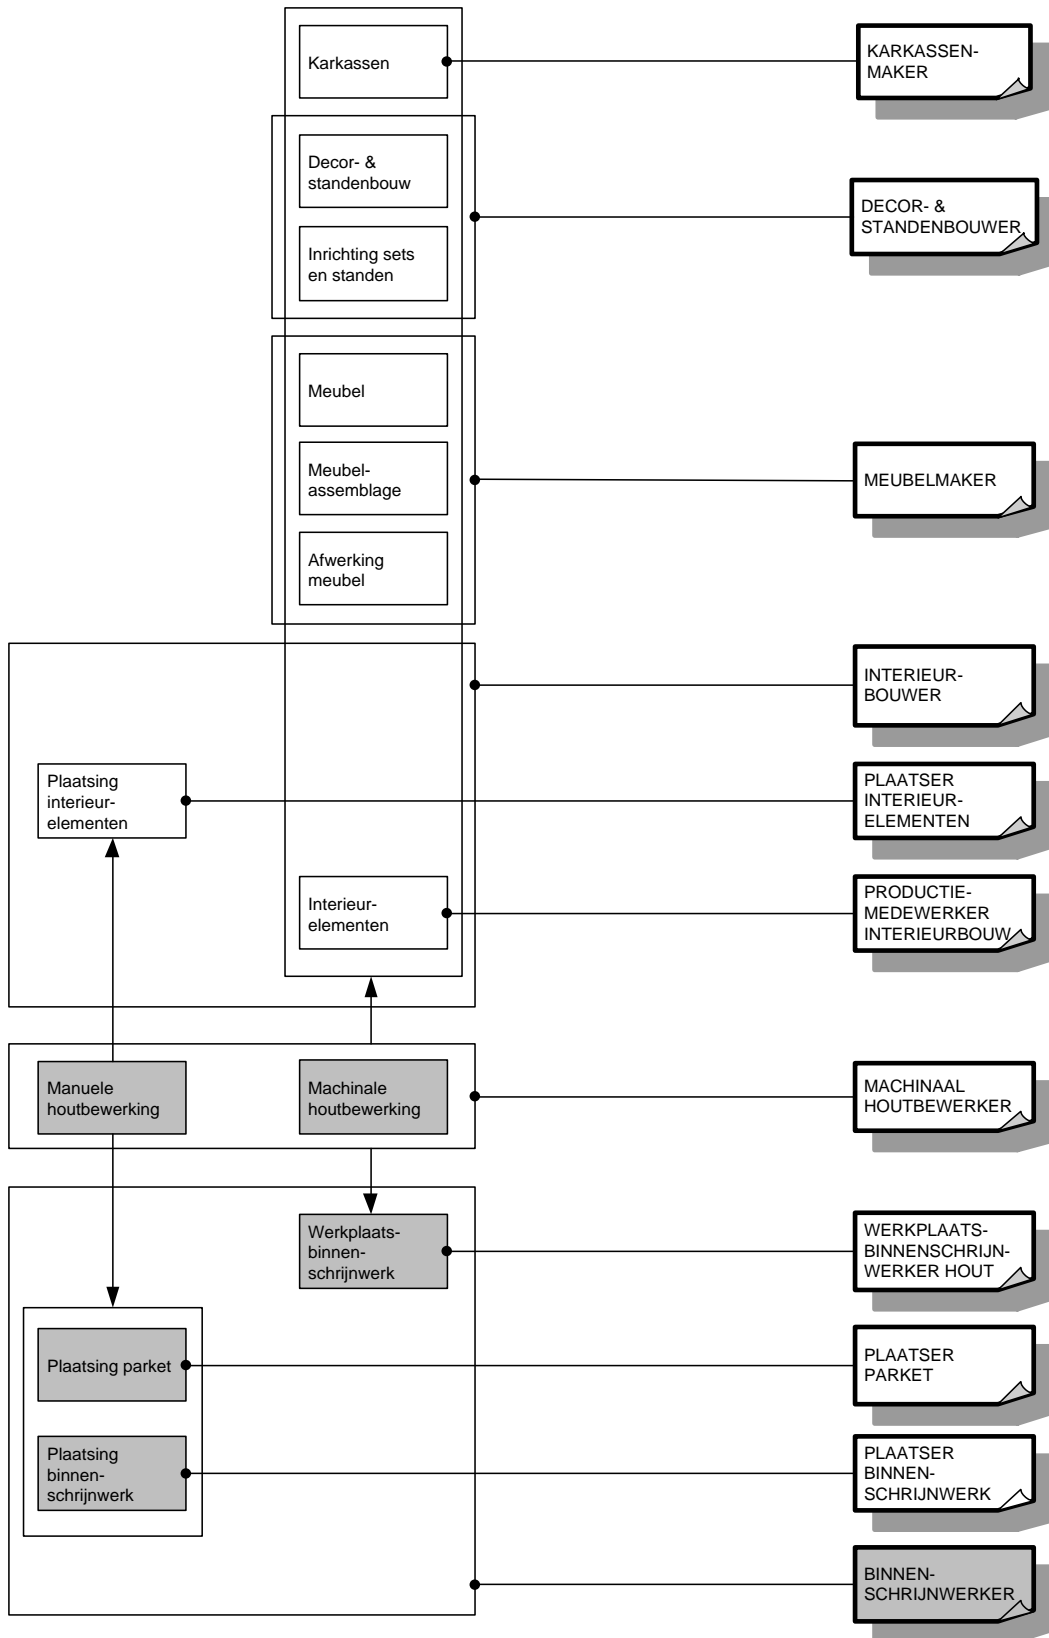 Karkassen
KARKASSEN-
MAKER
Decor- &
standenbouw
Inrichting sets
en standen
DECOR- &
STANDENBOUWER
Meubel
Meubel-
assemblage
Afwerking
meubel
MEUBELMAKER
INTERIEUR-
BOUWER
Plaatsing
interieur-
elementen
PLAATSER
INTERIEUR-
ELEMENTEN
Interieur-
elementen
PRODUCTIE-
MEDEWERKER
INTERIEURBOUW
Manuele
houtbewerking
Machinale
houtbewerking
MACHINAAL
HOUTBEWERKER
Werkplaats-
binnen-
schrijnwerk
WERKPLAATS-
BINNENSCHRIJN-
WERKER HOUT
Plaatsing parket
PLAATSER
PARKET
Plaatsing
binnen-
schrijnwerk
PLAATSER
BINNEN-
SCHRIJNWERK
BINNEN-
SCHRIJNWERKER